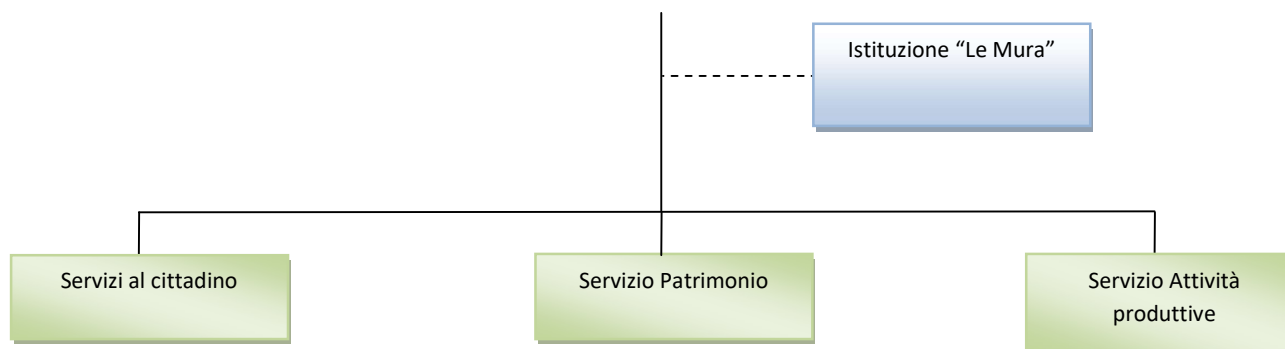 Istituzione “Le Mura”
Servizi al cittadino
Servizio Patrimonio
Servizio Attività
produttive